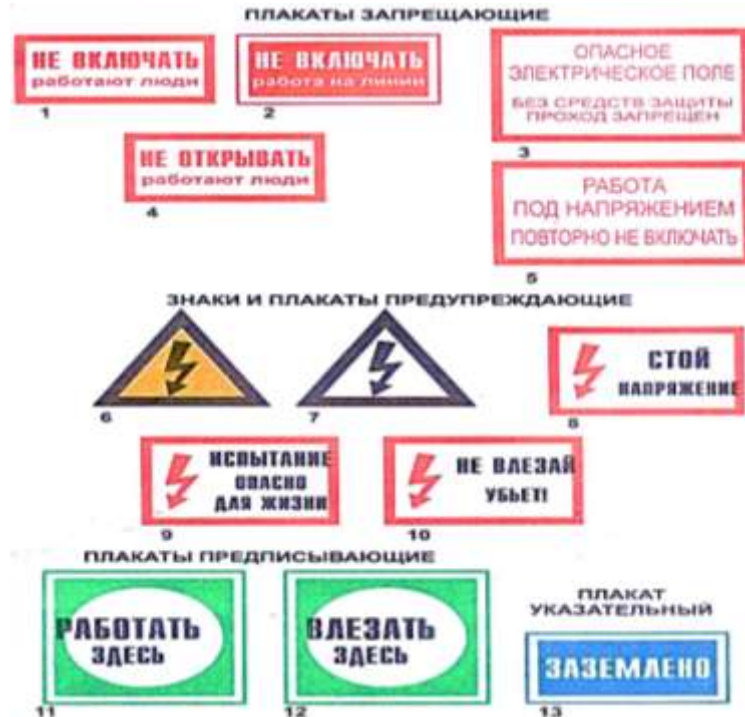 ПЛАКАТЫ ЗАПРЕЩАЮЩИЕ
НЕ ВКЛЮЧАТЬ
работают люди
1
НЕ ВКЛЮЧАТЬ
работа на линии
2
ОПАСНОЕ
ЭЛЕКТРИЧЕСКОЕ ПОЛЕ
БЕЗ СРЕДСТВ ЗАЩИТЫ
ПРОХОД ЗАПРЕЩЕН
3
НЕ ОТКРЫВАТЬ
работают люди
4
РАБОТА
ПОД НАПРЯЖЕНИЕМ
ПОВТОРНО НЕ ВКЛЮЧАТЬ
5
ЗНАКИ И ПЛАКАТЫ ПРЕДУПРЕЖДАЮЩИЕ
6
7
СТОЙ
НАПРЯЖЕНИЕ
8
ИСПЫТАНИЕ
ОПАСНО
ДЛЯ ЖИЗНИ
9
НЕ ВЛЕЗАЙ
УБЬЕТ!
10
ПЛАКАТЫ ПРЕДПИСЫВАЮЩИЕ
РАБОТАТЬ
ЗДЕСЬ
11
ВЛЕЗАТЬ
ЗДЕСЬ
12
ПЛАКАТ
УКАЗАТЕЛЬНЫЙ
ЗАЗЕМЛЕНО
13